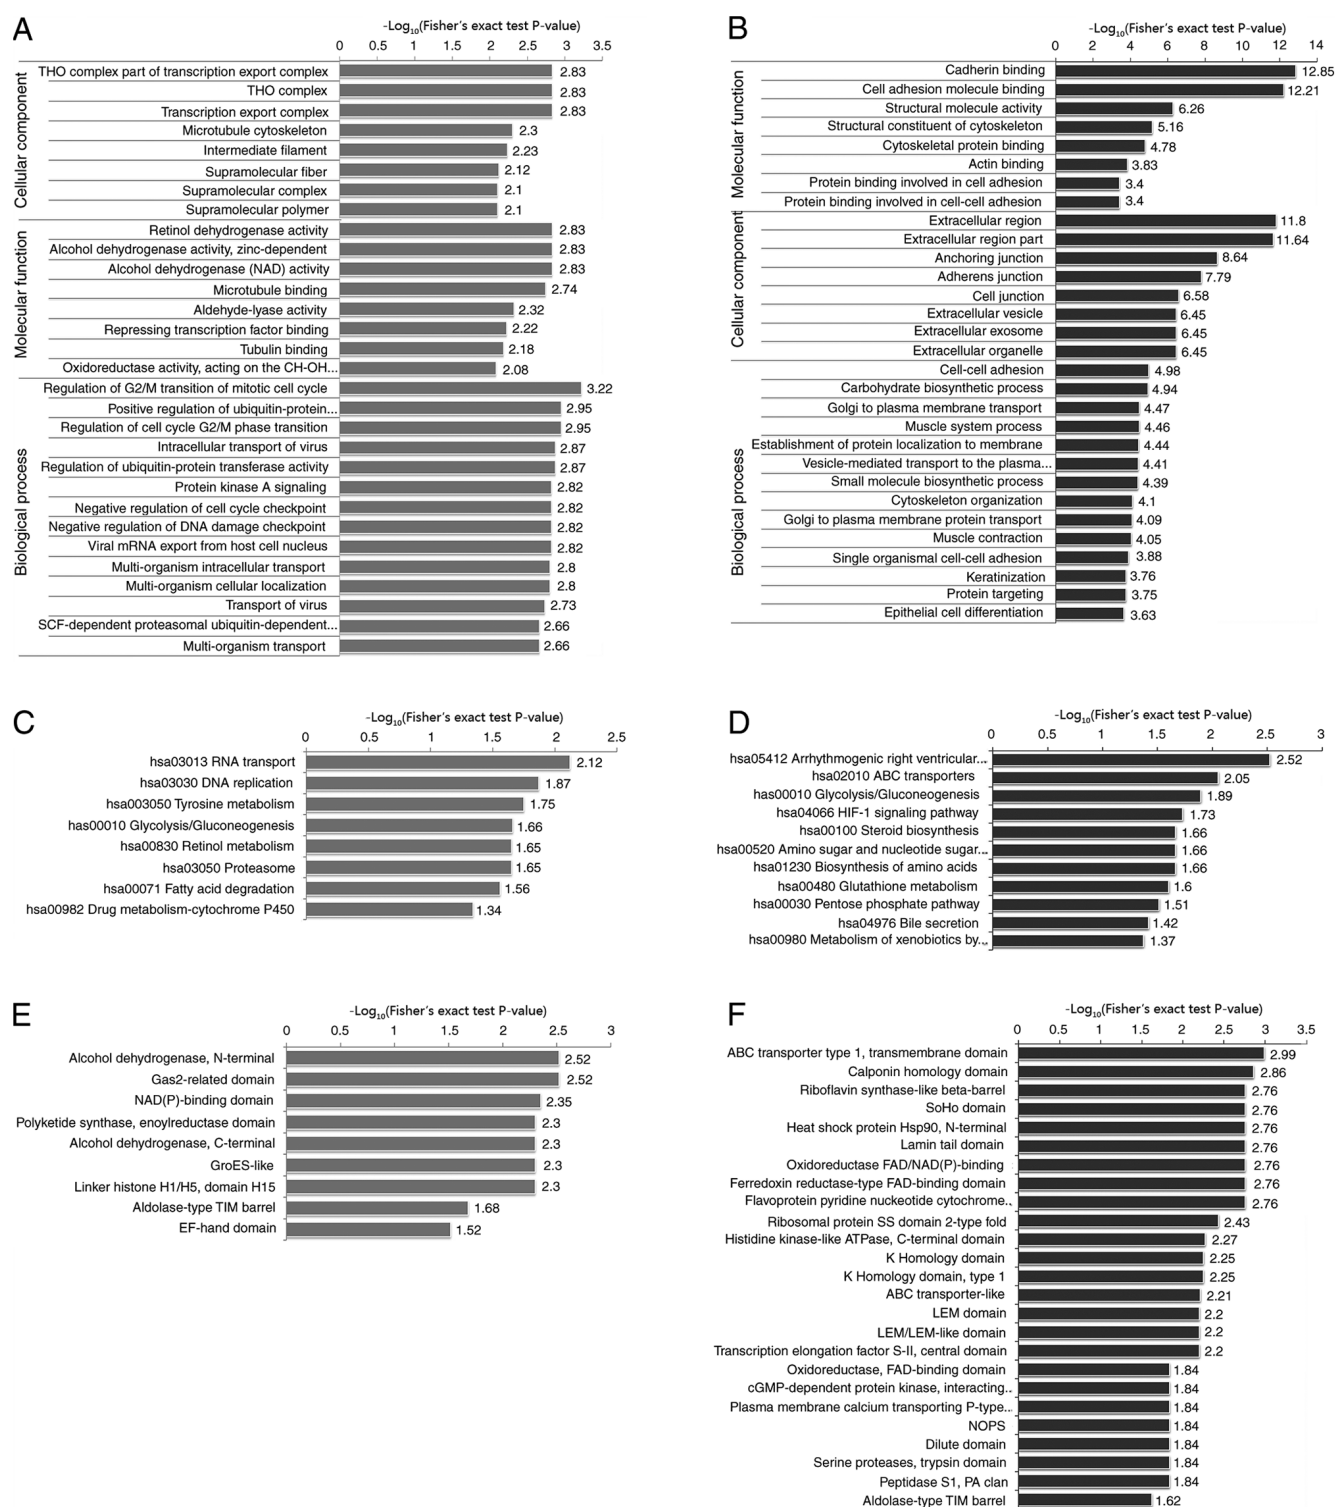 A
-Log10(Fisher's exact test P-value)
0 0.5 1 1.5 2 2.5 3 3.5
Cellular component
THO complex part of transcription export complex 2.83
THO complex 2.83
Transcription export complex 2.83
Microtubule cytoskeleton 2.3
Intermediate filament 2.23
Supramolecular fiber 2.12
Supramolecular complex 2.1
Supramolecular polymer 2.1
Molecular function
Retinol dehydrogenase activity 2.83
Alcohol dehydrogenase activity, zinc-dependent 2.83
Alcohol dehydrogenase (NAD) activity 2.83
Microtubule binding 2.74
Aldehyde-lyase activity 2.32
Repressing transcription factor binding 2.22
Tubulin binding 2.18
Oxidoreductase activity, acting on the CH-OH... 2.08
Biological process
Regulation of G2/M transition of mitotic cell cycle 3.22
Positive regulation of ubiquitin-protein... 2.95
Regulation of cell cycle G2/M phase transition 2.95
Intracellular transport of virus 2.87
Regulation of ubiquitin-protein transferase activity 2.87
Protein kinase A signaling 2.82
Negative regulation of cell cycle checkpoint 2.82
Negative regulation of DNA damage checkpoint 2.82
Viral mRNA export from host cell nucleus 2.82
Multi-organism intracellular transport 2.8
Multi-organism cellular localization 2.8
Transport of virus 2.73
SCF-dependent proteasomal ubiquitin-dependent... 2.66
Multi-organism transport 2.66
B
-Log10(Fisher's exact test P-value)
0 2 4 6 8 10 12 14
Molecular function
Cadherin binding 12.85
Cell adhesion molecule binding 12.21
Structural molecule activity 6.26
Structural constituent of cytoskeleton 5.16
Cytoskeletal protein binding 4.78
Actin binding 3.83
Protein binding involved in cell adhesion 3.4
Protein binding involved in cell-cell adhesion 3.4
Cellular component
Extracellular region 11.8
Extracellular region part 11.64
Anchoring junction 8.64
Adherens junction 7.79
Cell junction 6.58
Extracellular vesicle 6.45
Extracellular exosome 6.45
Extracellular organelle 6.45
Biological process
Cell-cell adhesion 4.98
Carbohydrate biosynthetic process 4.94
Golgi to plasma membrane transport 4.47
Muscle system process 4.46
Establishment of protein localization to membrane 4.44
Vesicle-mediated transport to the plasma... 4.41
Small molecule biosynthetic process 4.39
Cytoskeleton organization 4.1
Golgi to plasma membrane protein transport 4.09
Muscle contraction 4.05
Single organismal cell-cell adhesion 3.88
Keratinization 3.76
Protein targeting 3.75
Epithelial cell differentiation 3.63
C
-Log10(Fisher's exact test P-value)
0 0.5 1 1.5 2 2.5
hsa03013 RNA transport 2.12
hsa03030 DNA replication 1.87
hsa003050 Tyrosine metabolism 1.75
has00010 Glycolysis/Gluconeogenesis 1.66
hsa00830 Retinol metabolism 1.65
hsa03050 Proteasome 1.65
hsa00071 Fatty acid degradation 1.56
hsa00982 Drug metabolism-cytochrome P450 1.34
D
-Log10(Fisher's exact test P-value)
0 0.5 1 1.5 2 2.5 3
hsa05412 Arrhythmogenic right ventricular... 2.52
hsa02010 ABC transporters 2.05
has00010 Glycolysis/Gluconeogenesis 1.89
hsa04066 HIF-1 signaling pathway 1.73
hsa00100 Steroid biosynthesis 1.66
hsa00520 Amino sugar and nucleotide sugar... 1.66
hsa01230 Biosynthesis of amino acids 1.66
hsa00480 Glutathione metabolism 1.6
hsa00030 Pentose phosphate pathway 1.51
hsa04976 Bile secretion 1.42
hsa00980 Metabolism of xenobiotics by... 1.37
E
-Log10(Fisher's exact test P-value)
0 0.5 1 1.5 2 2.5 3
Alcohol dehydrogenase, N-terminal 2.52
Gas2-related domain 2.52
NAD(P)-binding domain 2.35
Polyketide synthase, enoylreductase domain 2.3
Alcohol dehydrogenase, C-terminal 2.3
GroES-like 2.3
Linker histone H1/H5, domain H15 2.3
Aldolase-type TIM barrel 1.68
EF-hand domain 1.52
F
-Log10(Fisher's exact test P-value)
0 0.5 1 1.5 2 2.5 3 3.5
ABC transporter type 1, transmembrane domain 2.99
Calponin homology domain 2.86
Riboflavin synthase-like beta-barrel 2.76
SoHo domain 2.76
Heat shock protein Hsp90, N-terminal 2.76
Lamin tail domain 2.76
Oxidoreductase FAD/NAD(P)-binding 2.76
Ferredoxin reductase-type FAD-binding domain 2.76
Flavoprotein pyridine nuckeotide cytochrome.. 2.76
Ribosomal protein SS domain 2-type fold 2.43
Histidine kinase-like ATPase, C-terminal domain 2.27
K Homology domain 2.25
K Homology domain, type 1 2.25
ABC transporter-like 2.21
LEM domain 2.2
LEM/LEM-like domain 2.2
Transcription elongation factor S-II, central domain 2.2
Oxidoreductase, FAD-binding domain 1.84
cGMP-dependent protein kinase, interacting.. 1.84
Plasma membrane calcium transporting P-type.. 1.84
NOPS 1.84
Dilute domain 1.84
Serine proteases, trypsin domain 1.84
Peptidase S1, PA clan 1.84
Aldolase-type TIM barrel 1.62